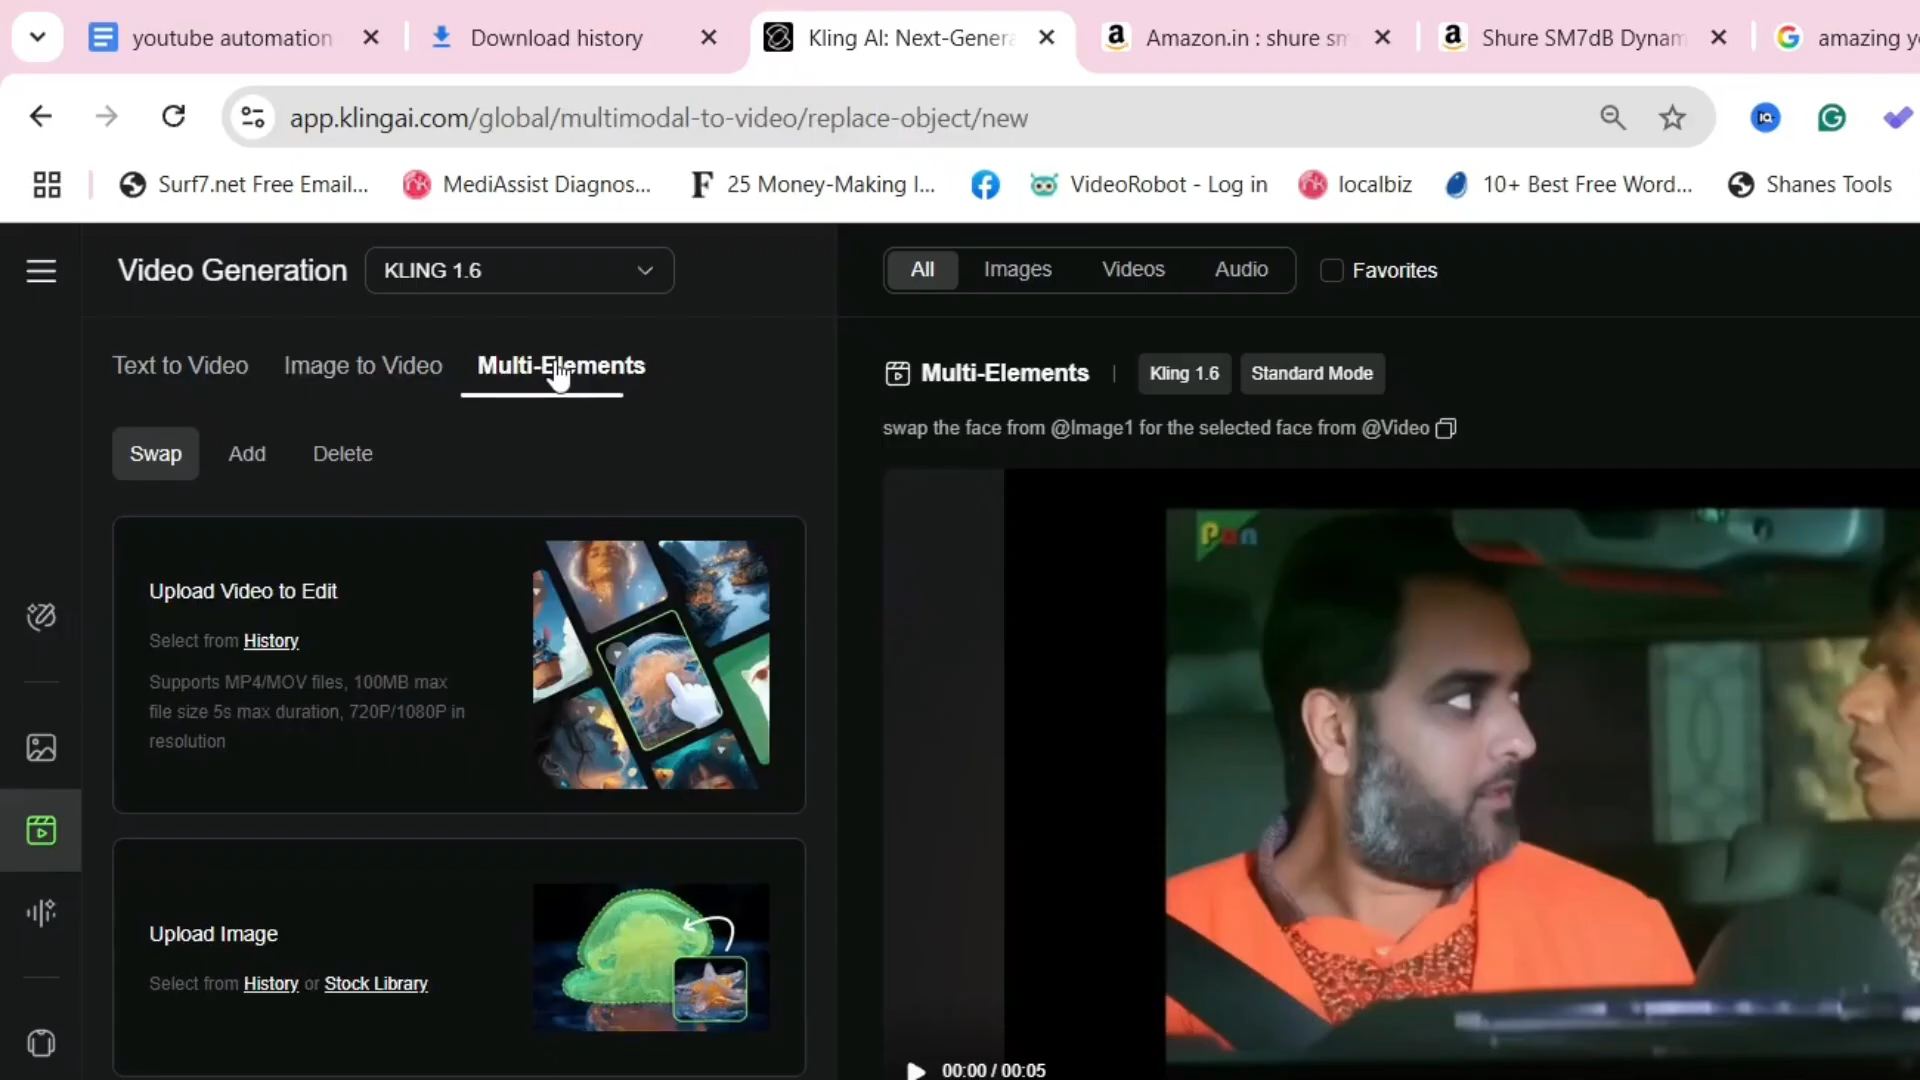 youtube automation
Download history
Kling AI: Next-Genera
Amazon.in : shure sm
Shure SM7dB Dynam
amazing y
app.klingai.com/global/multimodal-to-video/replace-object/new
Surf7.net Free Email...
MediAssist Diagnos...
25 Money-Making I...
VideoRobot - Log in
localbiz
10+ Best Free Word...
Shanes Tools
Video Generation
KLING 1.6
All
Images
Videos
Audio
Favorites
Text to Video
Image to Video
Multi-Elements
Multi-Elements
Kling 1.6
Standard Mode
swap the face from @Image1 for the selected face from @Video
Swap
Add
Delete
Upload Video to Edit
Select from History
Supports MP4/MOV files, 100MB max
file size 5s max duration, 720P/1080P in
resolution
Pan
Upload Image
Select from History or Stock Library
00:00 / 00:05